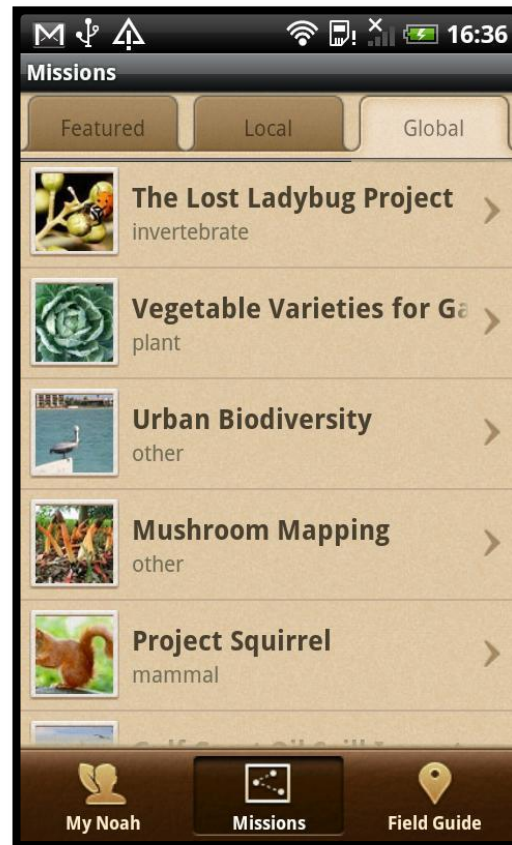 16:36
Missions
Featured Local Global
The Lost Ladybug Project
invertebrate
Vegetable Varieties for Ga
plant
Urban Biodiversity
other
Mushroom Mapping
other
Project Squirrel
mammal
My Noah Missions Field Guide